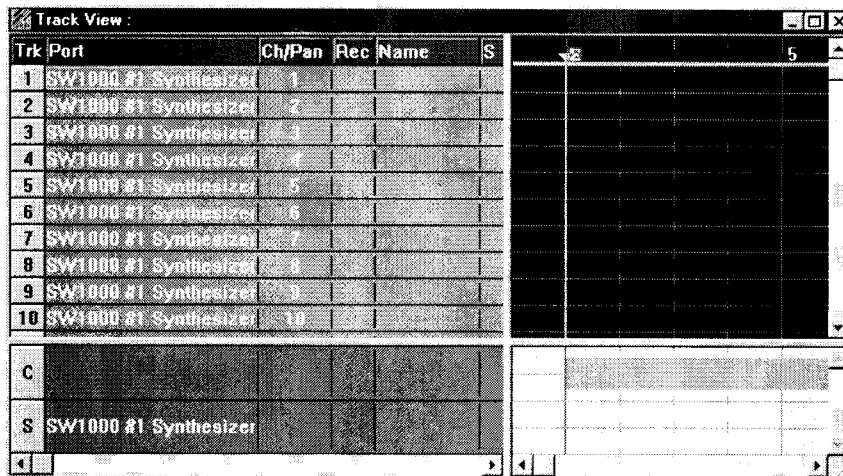 Track View :
Trk Port Ch/Pan Rec Name S 5
1 SW1000 #1 Synthesizer 1
2 SW1000 #1 Synthesizer 2
3 SW1000 #1 Synthesizer 3
4 SW1000 #1 Synthesizer 4
5 SW1000 #1 Synthesizer 5
6 SW1000 #1 Synthesizer 6
7 SW1000 #1 Synthesizer 7
8 SW1000 #1 Synthesizer 8
9 SW1000 #1 Synthesizer 9
10 SW1000 #1 Synthesizer 10
C
S SW1000 #1 Synthesizer